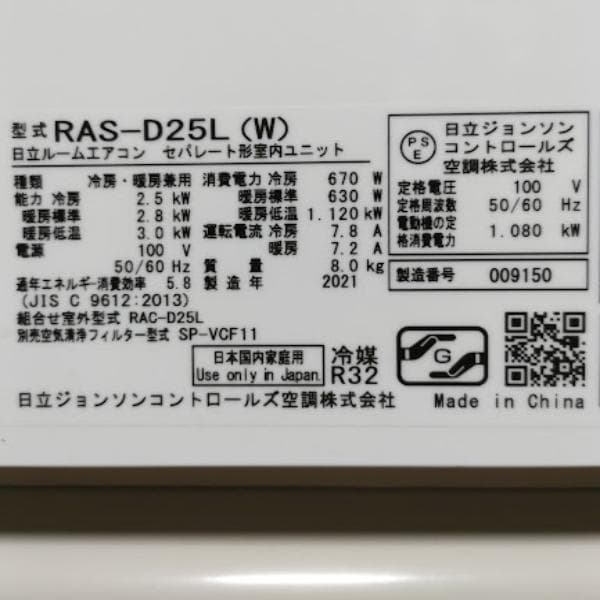 型式 RAS-D25L (W)
日立ルームエアコン セパレート形室内ユニット
種類 冷房・暖房兼用
能力 冷房 2.5 kW
暖房標準 2.8 kW
暖房低温 3.0 kW
電源 100 V
50/60 Hz
通年エネルギー消費効率 5.8
(JIS C 9612:2013)
組合せ室外型式 RAC-D25L
別売空気清浄フィルター型式 SP-VCF11
消費電力 冷房 670 W
暖房標準 630 W
暖房低温 1.120 kW
運転電流 冷房 7.8 A
暖房 7.2 A
質量 8.0 kg
製造年 2021
PSE
日立ジョンソン
コントロールズ
空調株式会社
定格電圧 100 V
定格周波数 50/60 Hz
電動機の定
格消費電力 1.080 kW
製造番号 009150
日本国内家庭用
Use only in Japan.
冷媒
R32
G
日立ジョンソンコントロールズ空調株式会社
Made in China